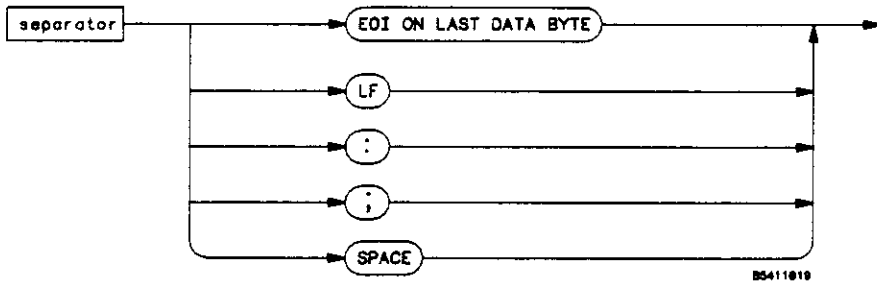 separator
EOI ON LAST DATA BYTE
LF
:
;
SPACE
B5411019